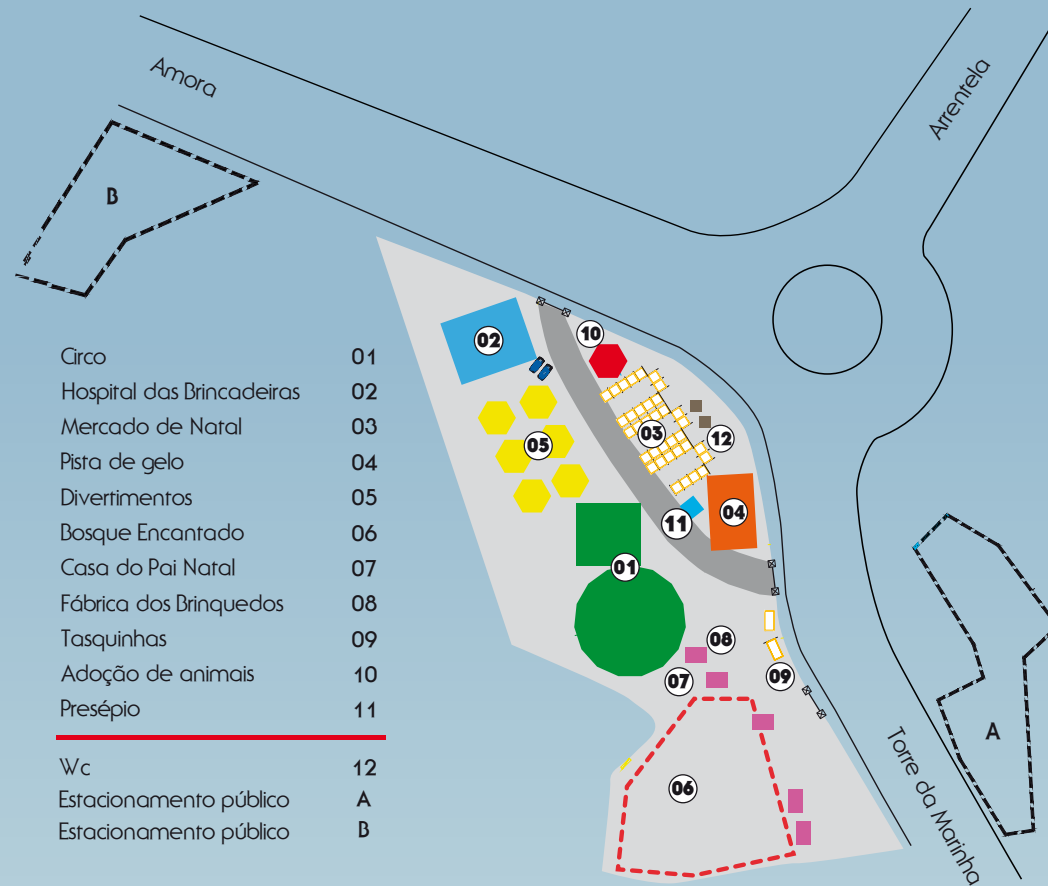 Amora
Arrentela
B
02
10
05
03
12
11
04
01
08
07
09
06
A
Torre da Marinha
Circo 01
Hospital das Brincadeiras 02
Mercado de Natal 03
Pista de gelo 04
Divertimentos 05
Bosque Encantado 06
Casa do Pai Natal 07
Fábrica dos Brinquedos 08
Tasquinhas 09
Adoção de animais 10
Presépio 11
Wc 12
Estacionamento público A
Estacionamento público B